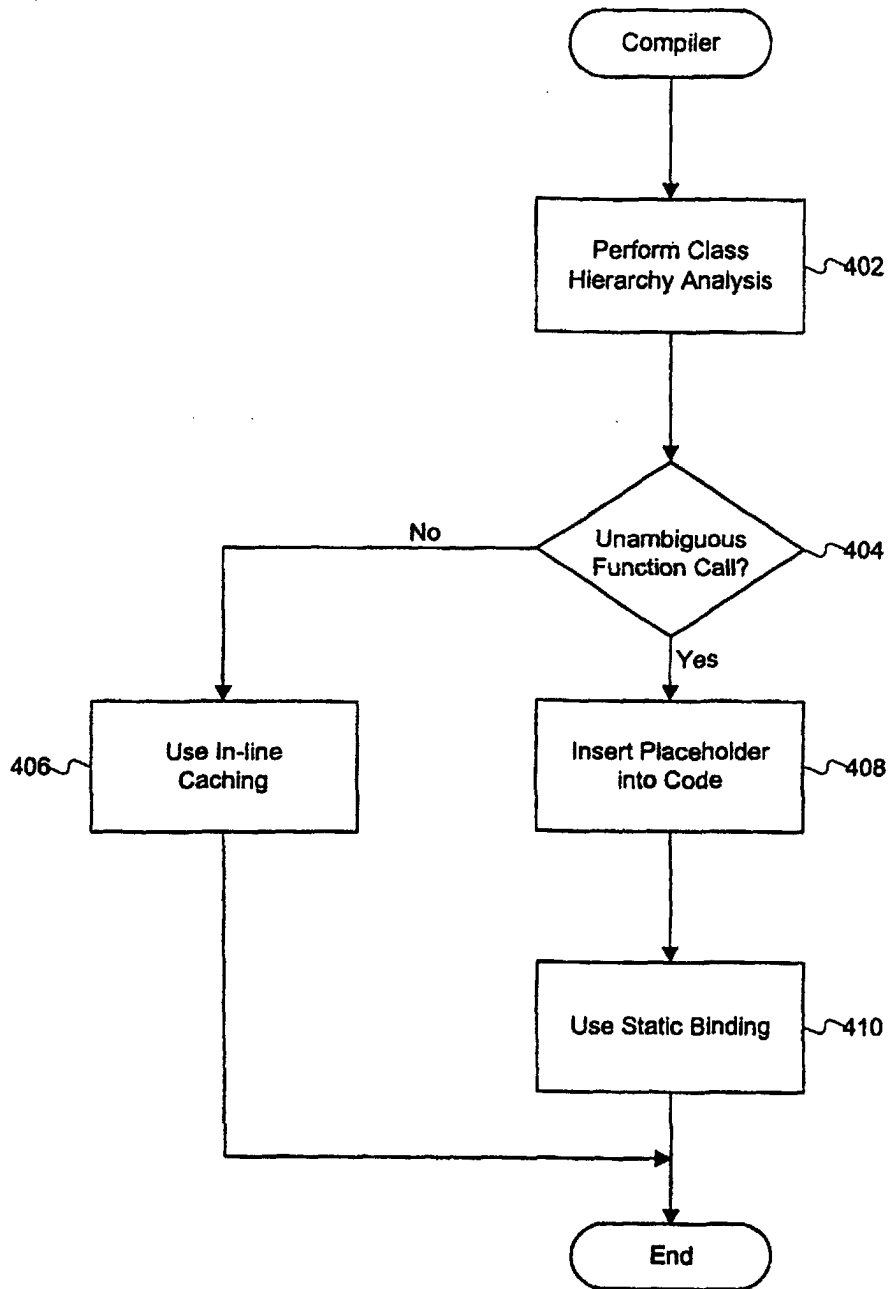 Compiler
Perform Class
Hierarchy Analysis
402
No
Unambiguous
Function Call?
404
Yes
406
Use In-line
Caching
Insert Placeholder
into Code
408
Use Static Binding
410
End